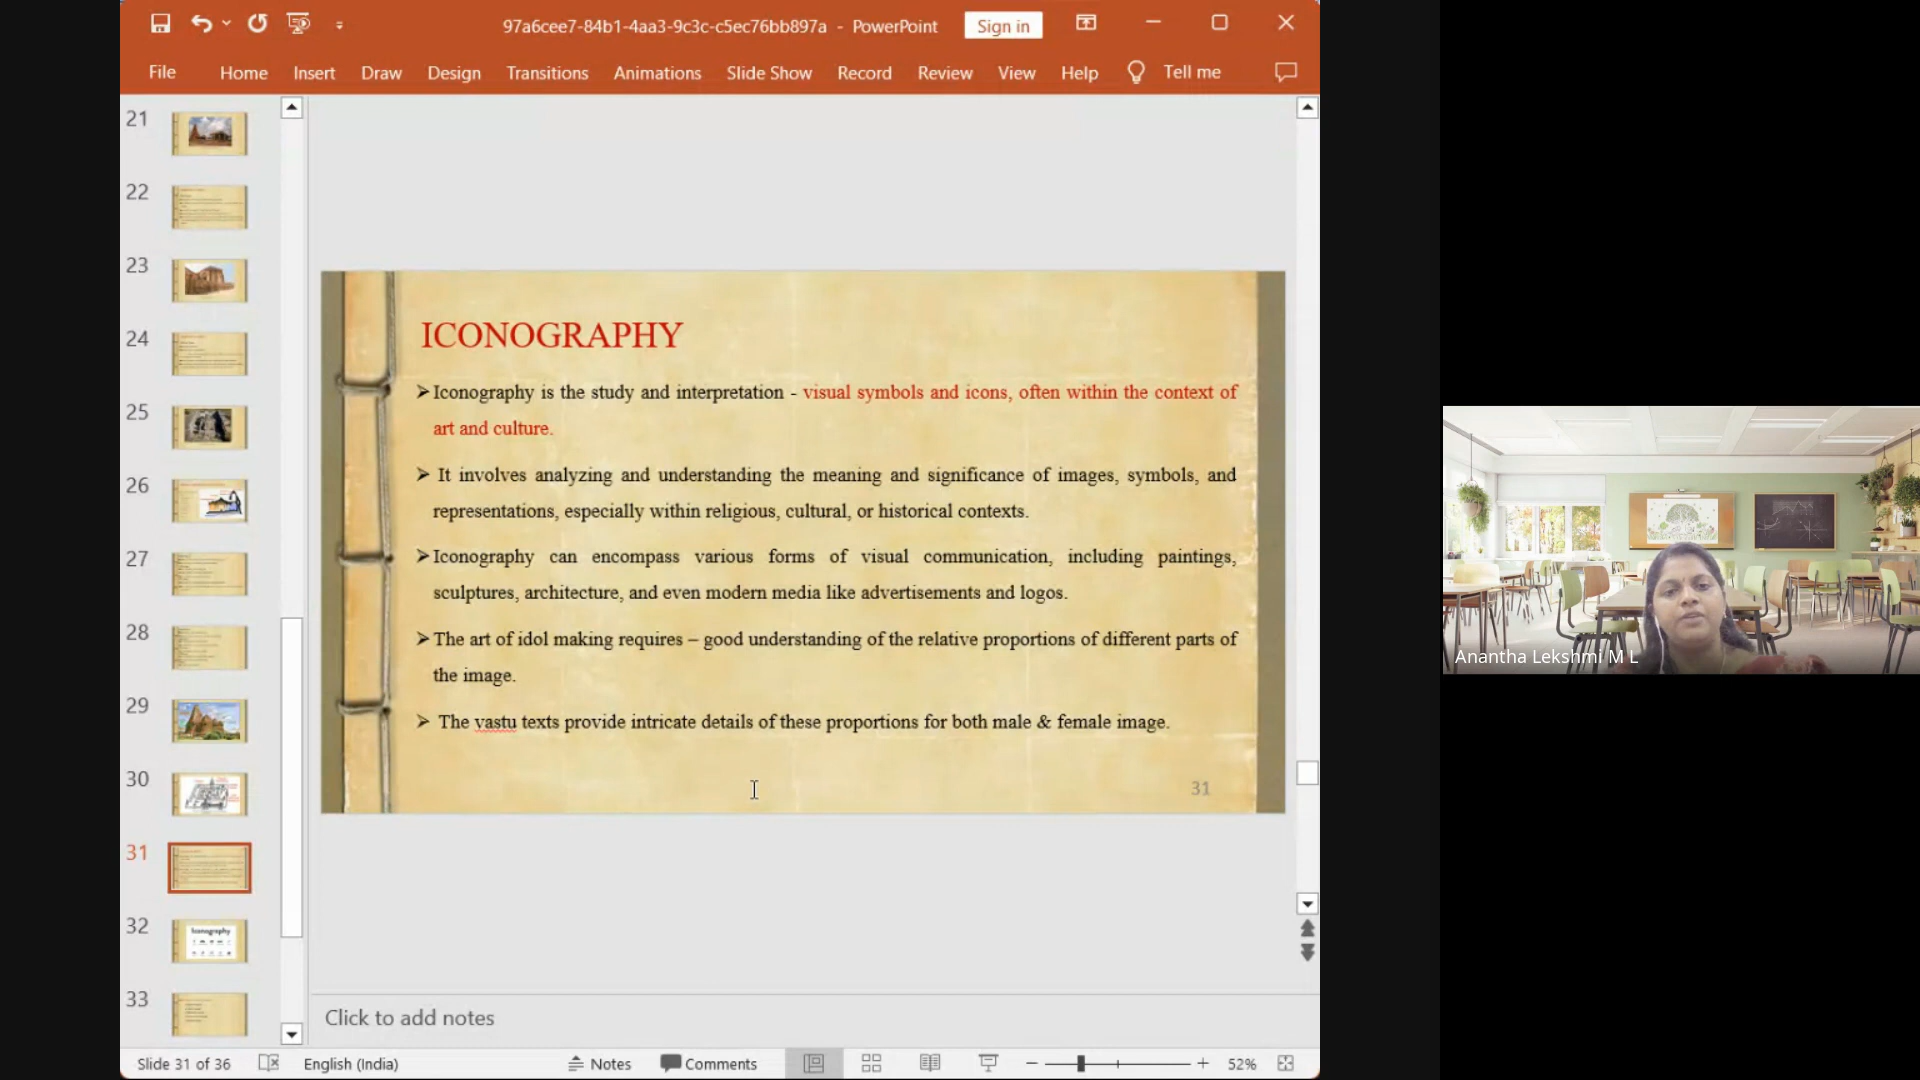 97a6cee7-84b1-4aa3-9c3c-c5ec76bb897a - PowerPoint
Sign in
File Home Insert Draw Design Transitions Animations Slide Show Record Review View Help Tell me
21
22
23
24
25
26
27
28
29
30
31
32
Iconography
33
ICONOGRAPHY
➢Iconography is the study and interpretation - visual symbols and icons, often within the context of
art and culture.
➢ It involves analyzing and understanding the meaning and significance of images, symbols, and
representations, especially within religious, cultural, or historical contexts.
➢Iconography can encompass various forms of visual communication, including paintings,
sculptures, architecture, and even modern media like advertisements and logos.
➢The art of idol making requires – good understanding of the relative proportions of different parts of
the image.
➢ The vastu texts provide intricate details of these proportions for both male & female image.
31
Click to add notes
Slide 31 of 36 English (India) Notes Comments 52%
Anantha Lekshmi M L